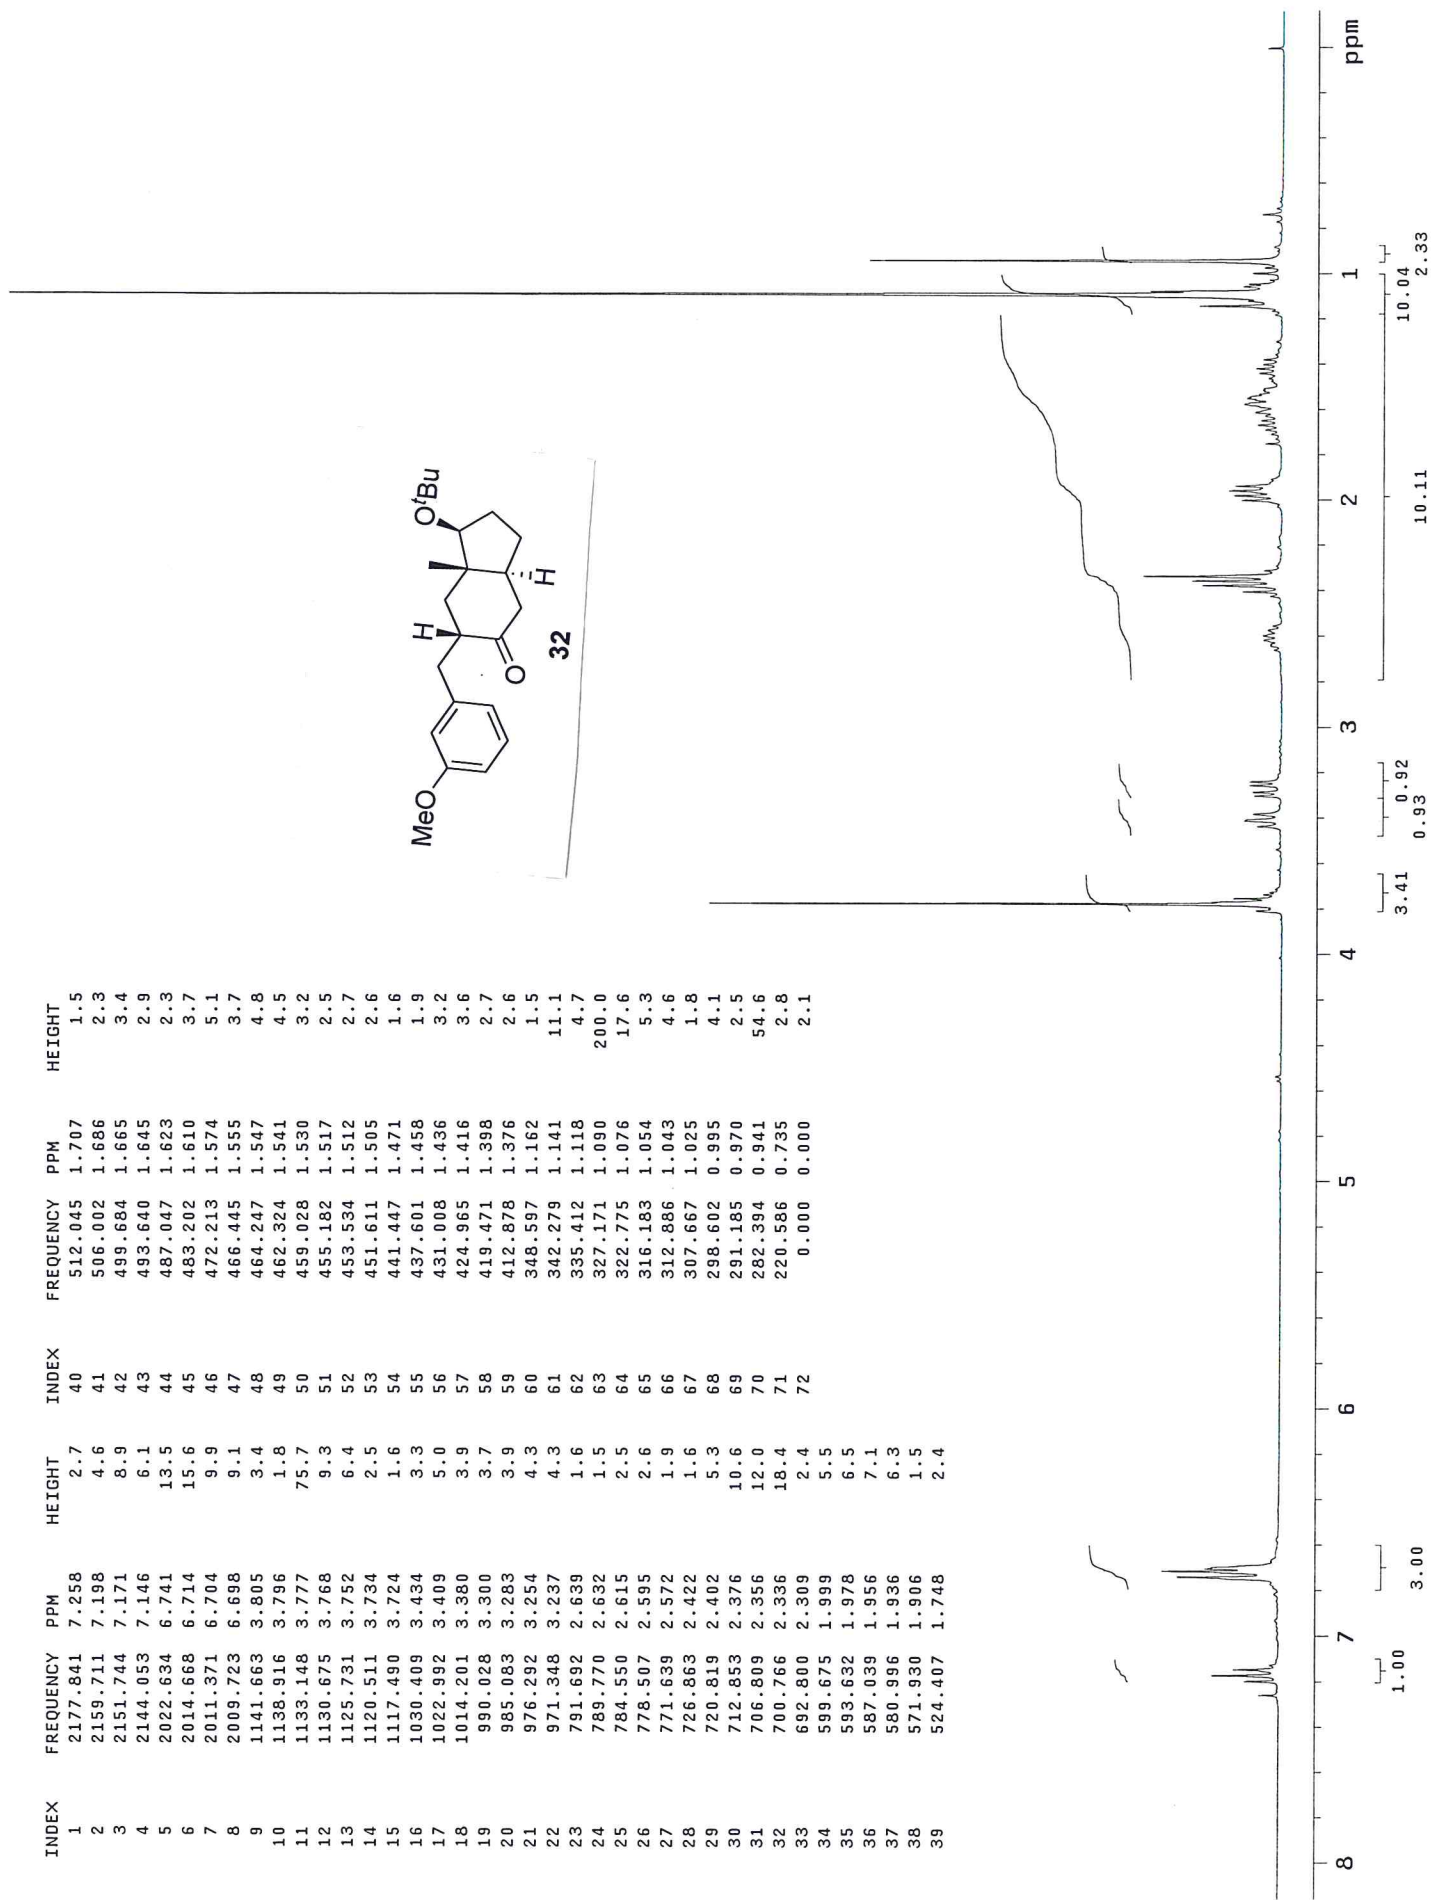 INDEX FREQUENCY PPM HEIGHT INDEX FREQUENCY PPM HEIGHT
1 2177.841 7.258 2.7 40 512.045 1.707 1.5
2 2159.711 7.198 4.6 41 506.002 1.686 2.3
3 2151.744 7.171 8.9 42 499.684 1.665 3.4
4 2144.053 7.146 6.1 43 493.640 1.645 2.9
5 2022.634 6.741 13.5 44 487.047 1.623 2.3
6 2014.668 6.714 15.6 45 483.202 1.610 3.7
7 2011.371 6.704 9.9 46 472.213 1.574 5.1
8 2009.723 6.698 9.1 47 466.445 1.555 3.7
9 1141.663 3.805 3.4 48 464.247 1.547 4.8
10 1138.916 3.796 1.8 49 462.324 1.541 4.5
11 1133.148 3.777 75.7 50 459.028 1.530 3.2
12 1130.675 3.768 9.3 51 455.182 1.517 2.5
13 1125.731 3.752 6.4 52 453.534 1.512 2.7
14 1120.511 3.734 2.5 53 451.611 1.505 2.6
15 1117.490 3.724 1.6 54 441.447 1.471 1.6
16 1030.409 3.434 3.3 55 437.601 1.458 1.9
17 1022.992 3.409 5.0 56 431.008 1.436 3.2
18 1014.201 3.380 3.9 57 424.965 1.416 3.6
19 990.028 3.300 3.7 58 419.471 1.398 2.7
20 985.083 3.283 3.9 59 412.878 1.376 2.6
21 976.292 3.254 4.3 60 348.597 1.162 1.5
22 971.348 3.237 4.3 61 342.279 1.141 11.1
23 791.692 2.639 1.6 62 335.412 1.118 4.7
24 789.770 2.632 1.5 63 327.171 1.090 200.0
25 784.550 2.615 2.5 64 322.775 1.076 17.6
26 778.507 2.595 2.6 65 316.183 1.054 5.3
27 771.639 2.572 1.9 66 312.886 1.043 4.6
28 726.863 2.422 1.6 67 307.667 1.025 1.8
29 720.819 2.402 5.3 68 298.602 0.995 4.1
30 712.853 2.376 10.6 69 291.185 0.970 2.5
31 706.809 2.356 12.0 70 282.394 0.941 54.6
32 700.766 2.336 18.4 71 220.586 0.735 2.8
33 692.800 2.309 2.4 72 0.000 0.000 2.1
34 599.675 1.999 5.5
35 593.632 1.978 6.5
36 587.039 1.956 7.1
37 580.996 1.936 6.3
38 571.930 1.906 1.5
39 524.407 1.748 2.4
MeO
H
O
H
OtBu
32
8 7 6 5 4 3 2 1 ppm
1.00 3.00 3.41 0.93 0.92 10.11 10.04 2.33